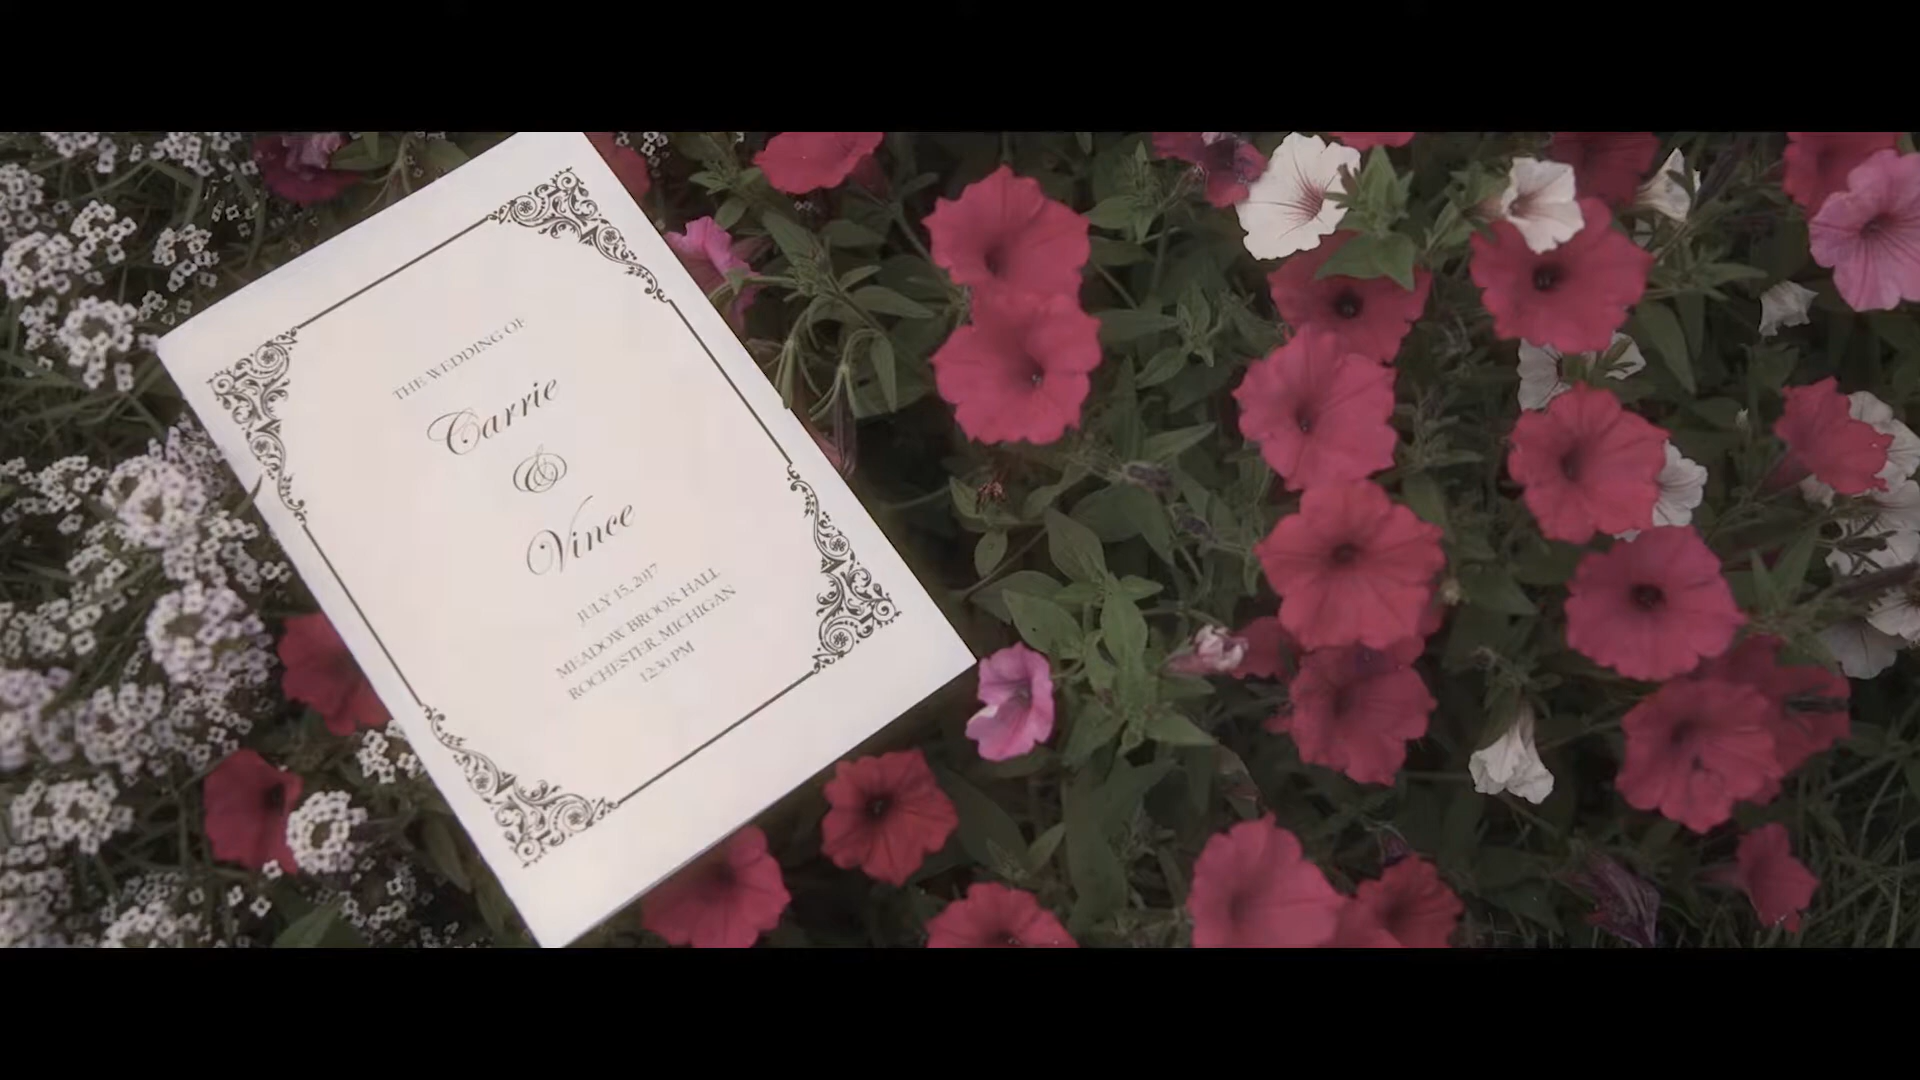 THE WEDDING OF
Carrie
&
Vince
JULY 15, 2017
MEADOW BROOK HALL
ROCHESTER, MICHIGAN
12:30 PM